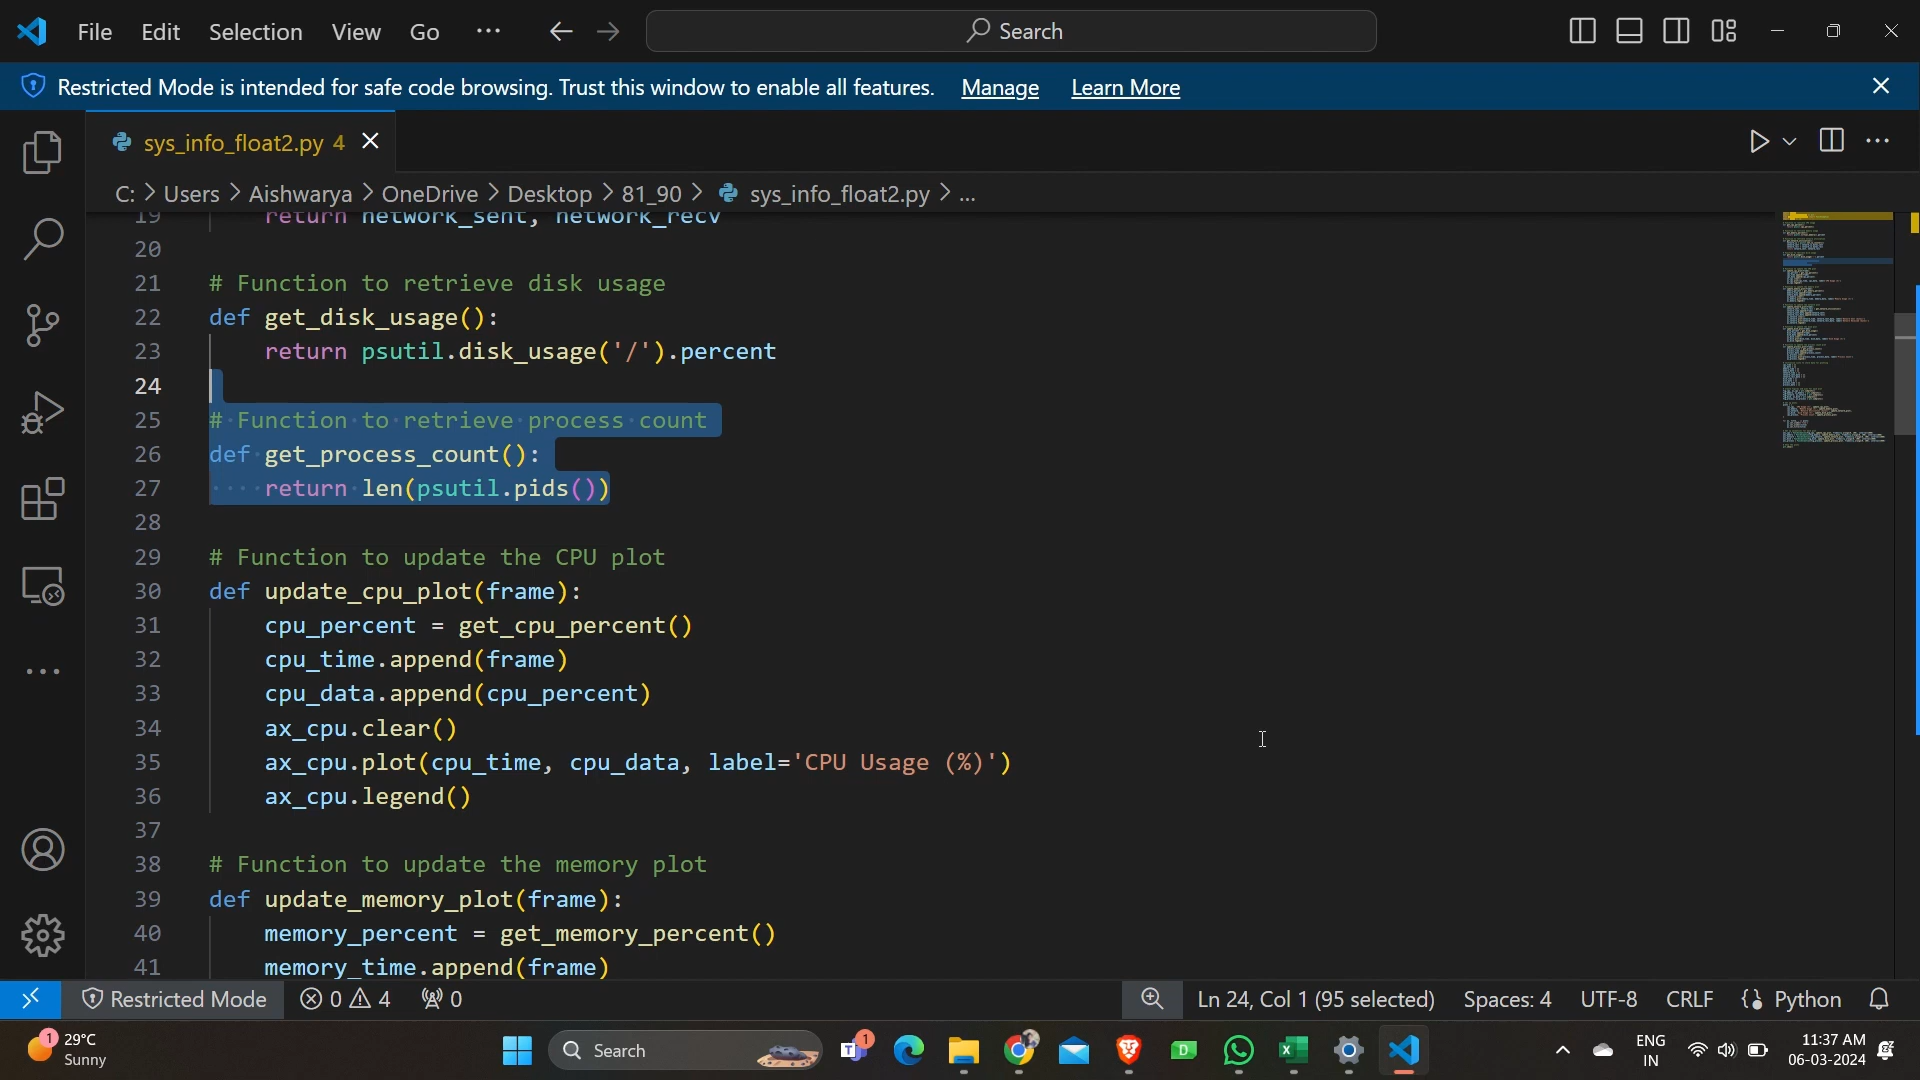 File Edit Selection View Go ··· Search
Restricted Mode is intended for safe code browsing. Trust this window to enable all features. Manage Learn More
sys_info_float2.py 4
C: > Users > Aishwarya > OneDrive > Desktop > 81_90 > sys_info_float2.py > ...
19 return network_sent, network_recv
20
21 # Function to retrieve disk usage
22 def get_disk_usage():
23 return psutil.disk_usage('/').percent
24
25 # Function to retrieve process count
26 def get_process_count():
27 return len(psutil.pids())
28
29 # Function to update the CPU plot
30 def update_cpu_plot(frame):
31 cpu_percent = get_cpu_percent()
32 cpu_time.append(frame)
33 cpu_data.append(cpu_percent)
34 ax_cpu.clear()
35 ax_cpu.plot(cpu_time, cpu_data, label='CPU Usage (%)')
36 ax_cpu.legend()
37
38 # Function to update the memory plot
39 def update_memory_plot(frame):
40 memory_percent = get_memory_percent()
41 memory_time.append(frame)
Restricted Mode 0 4 0 Ln 24, Col 1 (95 selected) Spaces: 4 UTF-8 CRLF Python
1 29°C
Sunny
Search
1
ENG
IN
11:37 AM
06-03-2024